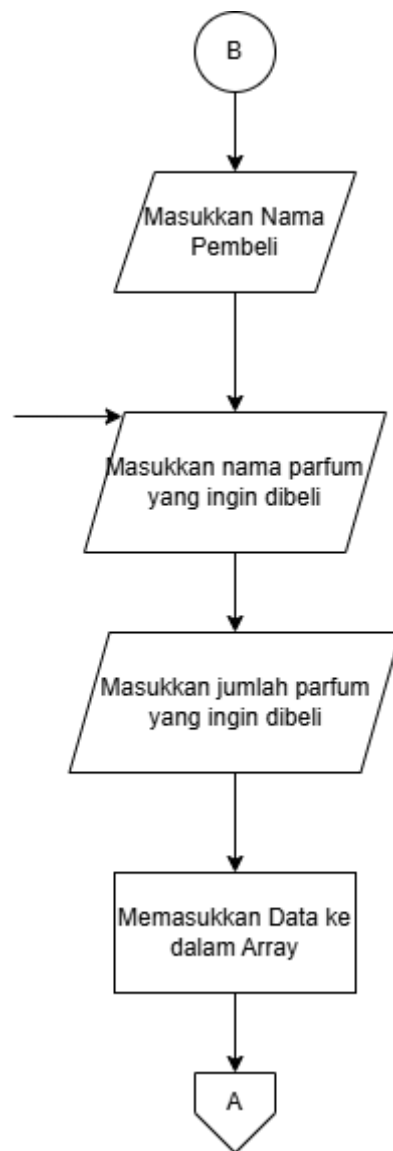 B
Masukkan Nama
Pembeli
Masukkan nama parfum
yang ingin dibeli
Masukkan jumlah parfum
yang ingin dibeli
Memasukkan Data ke
dalam Array
A